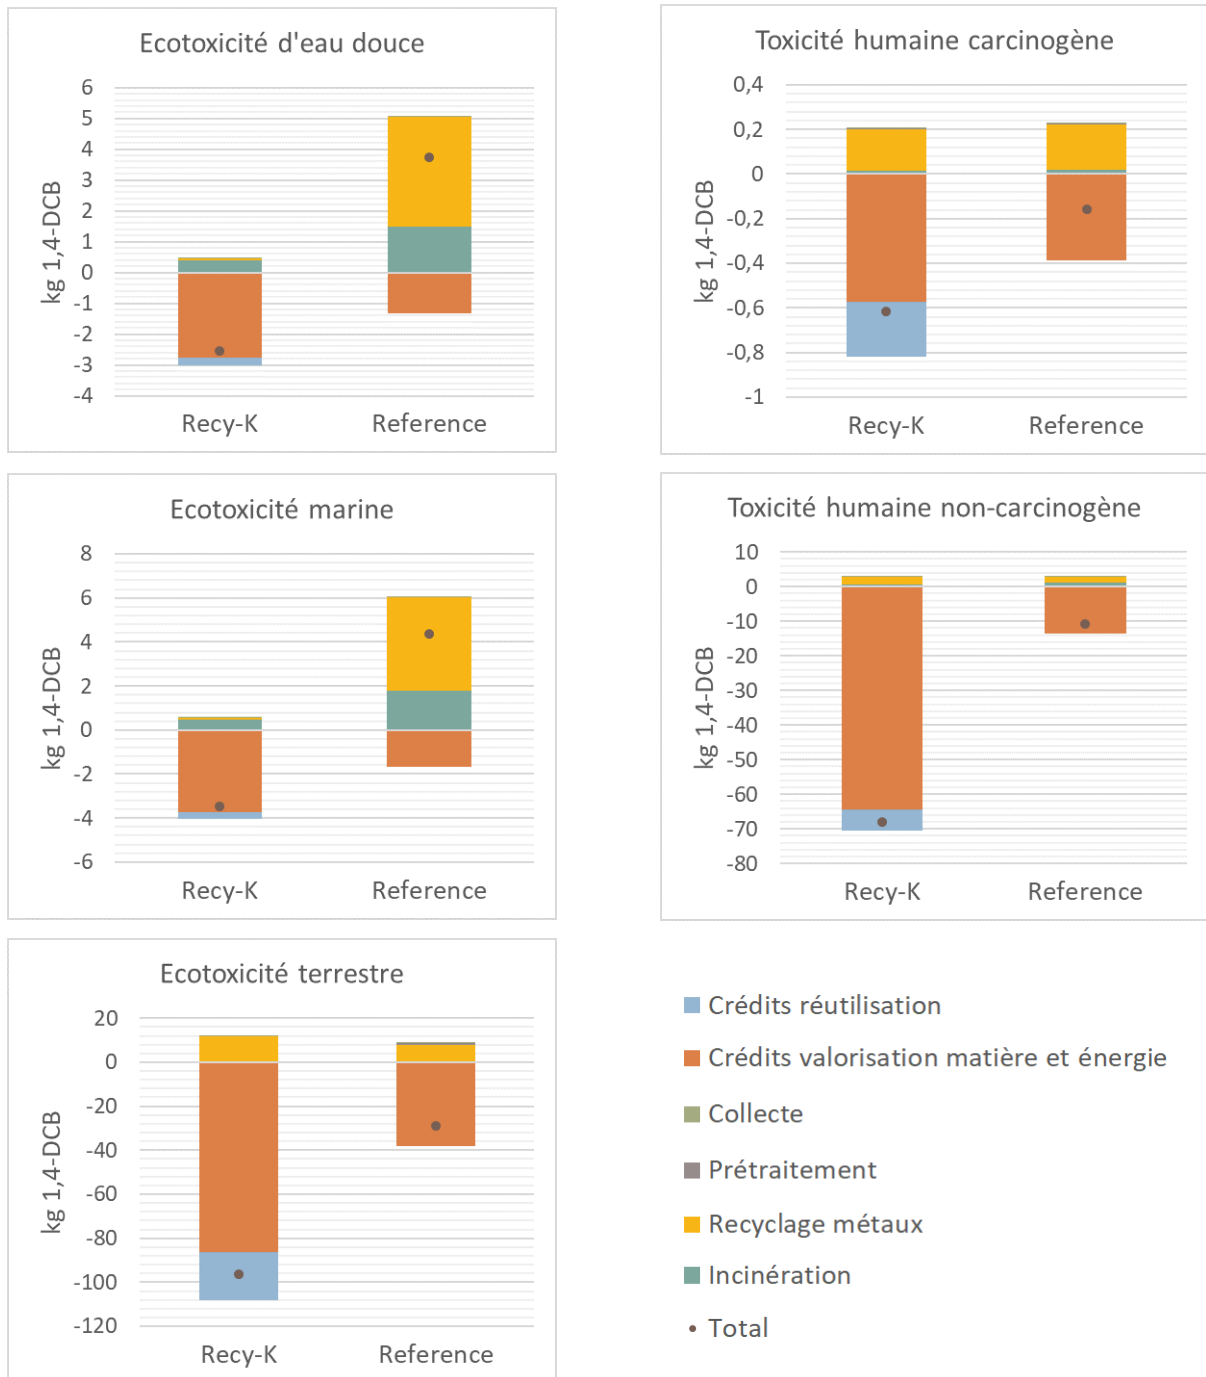 Ecotoxicité d'eau douce
kg 1,4-DCB
6
5
4
3
2
1
0
-1
-2
-3
-4
Recy-K
Reference
Toxicité humaine carcinogène
kg 1,4-DCB
0,4
0,2
0
-0,2
-0,4
-0,6
-0,8
-1
Recy-K
Reference
Ecotoxicité marine
kg 1,4-DCB
8
6
4
2
0
-2
-4
-6
Recy-K
Reference
Toxicité humaine non-carcinogène
kg 1,4-DCB
10
0
-10
-20
-30
-40
-50
-60
-70
-80
Recy-K
Reference
Ecotoxicité terrestre
kg 1,4-DCB
20
0
-20
-40
-60
-80
-100
-120
Recy-K
Reference
Crédits réutilisation
Crédits valorisation matière et énergie
Collecte
Prétraitement
Recyclage métaux
Incinération
Total